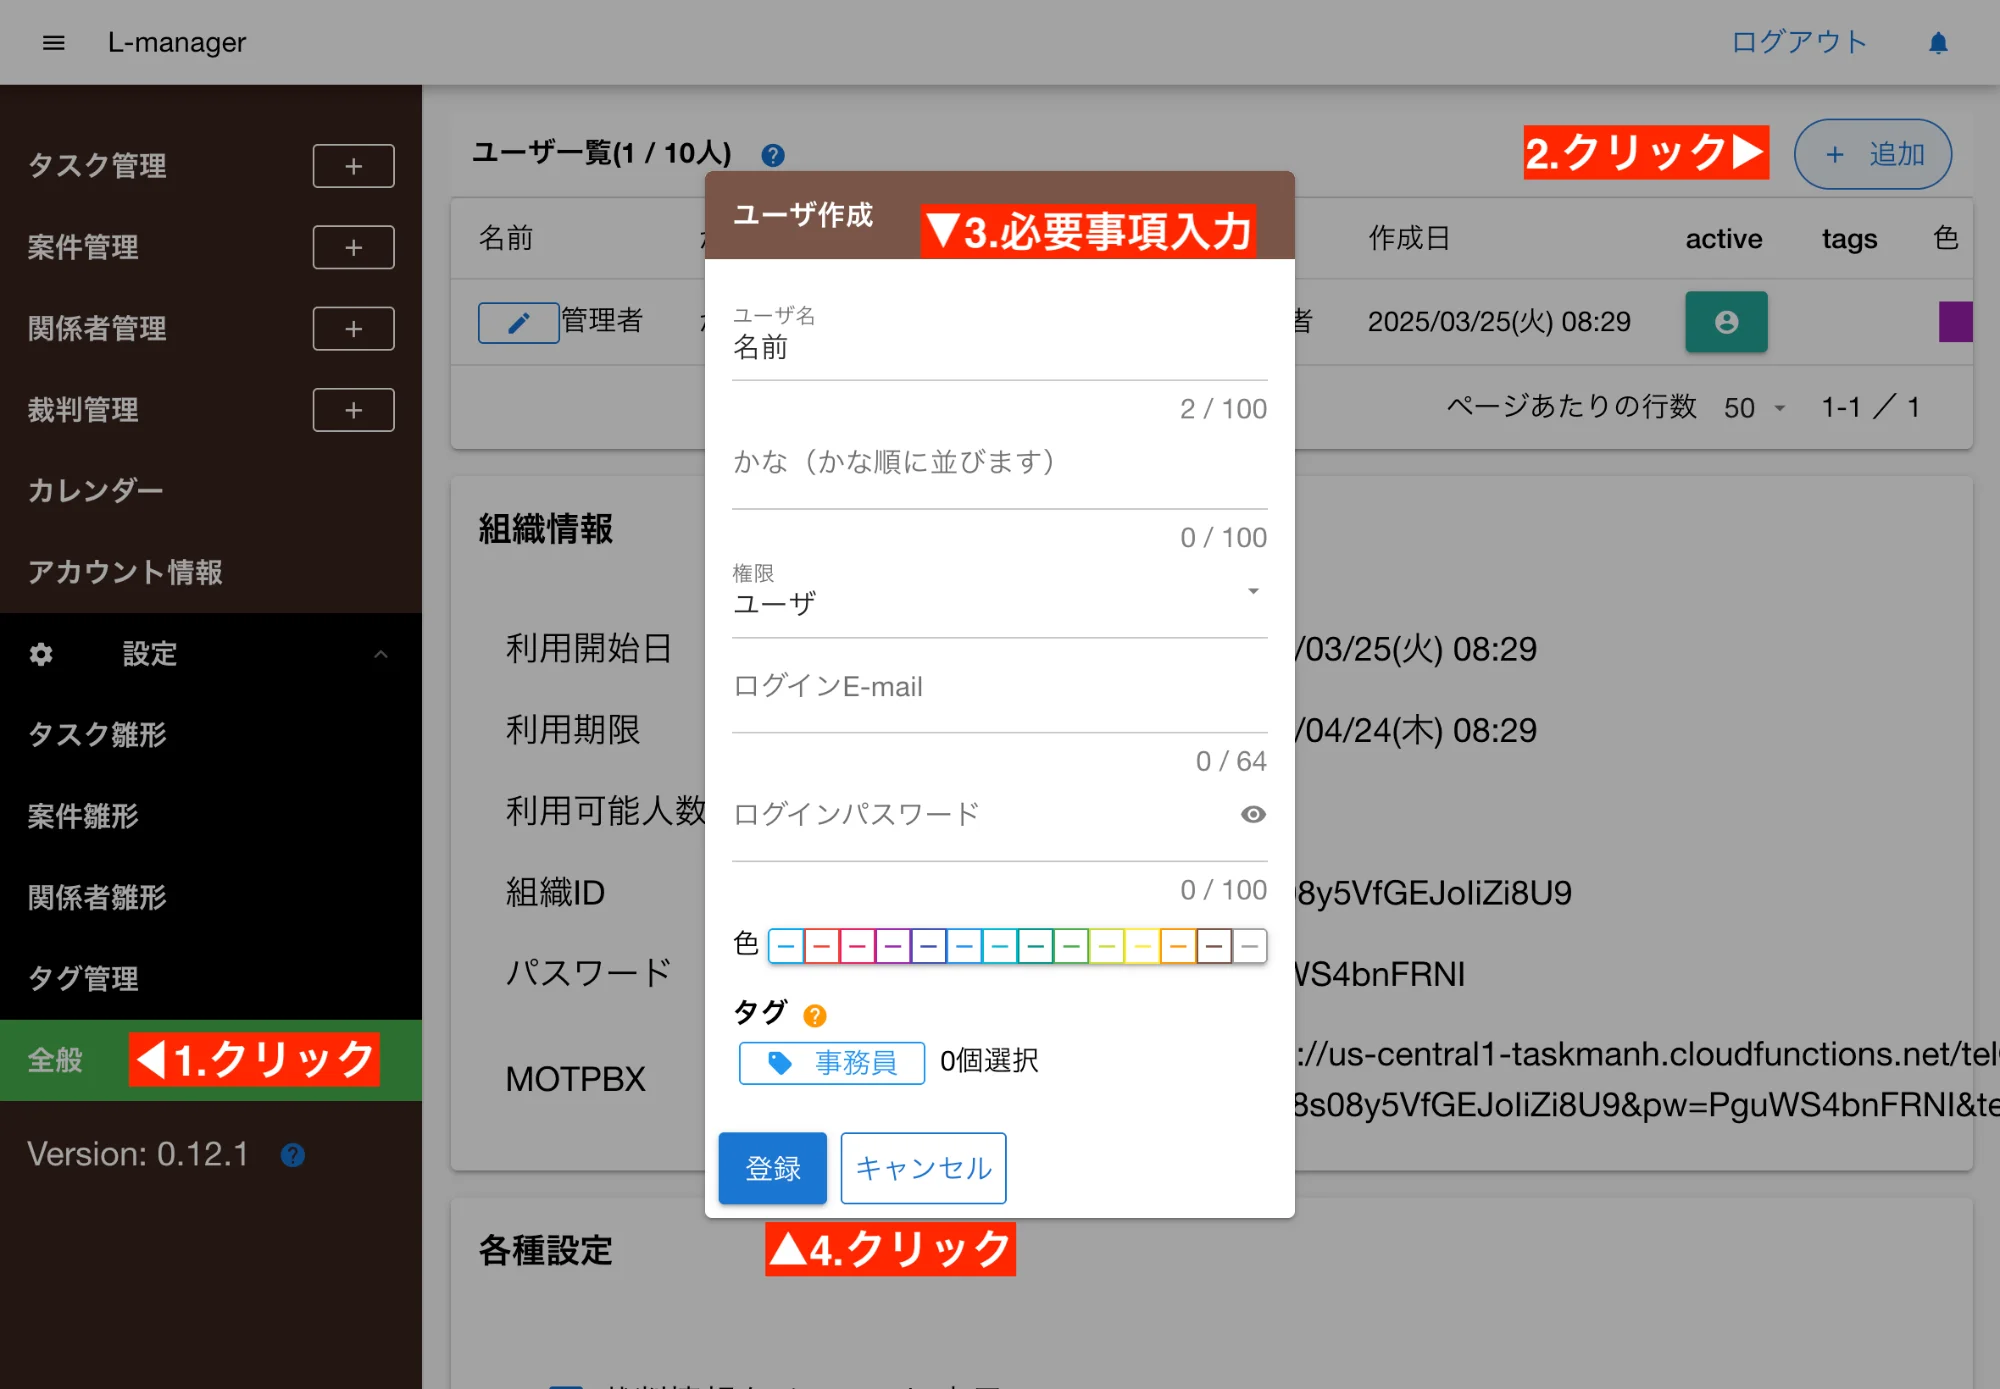 L-manager
ログアウト
タスク管理
案件管理
関係者管理
裁判管理
カレンダー
アカウント情報
設定
タスク雛形
案件雛形
関係者雛形
タグ管理
全般
◀1.クリック
Version: 0.12.1
ユーザ一覧(1 / 10人)
2.クリック▶
+ 追加
名前
作成日
active
tags
色
管理者
者
2025/03/25(火) 08:29
ページあたりの行数 50
1-1 / 1
組織情報
利用開始日
/03/25(火) 08:29
利用期限
/04/24(木) 08:29
利用可能人数
組織ID
8y5VfGEJoliZi8U9
パスワード
WS4bnFRNI
MOTPBX
://us-central1-taskmanh.cloudfunctions.net/tel
8s08y5VfGEJoliZi8U9&pw=PguWS4bnFRNI&te
各種設定
ユーザ作成
▼3.必要事項入力
ユーザ名
名前
2 / 100
かな（かな順に並びます）
0 / 100
権限
ユーザ
ログインE-mail
0 / 64
ログインパスワード
0 / 100
色
タグ
事務員
0個選択
登録
キャンセル
▲4.クリック